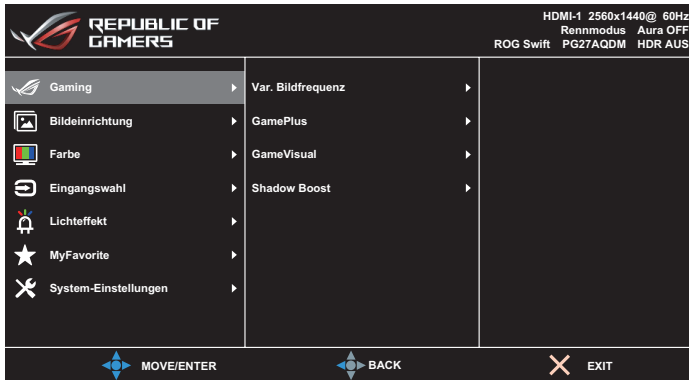 REPUBLIC OF
GAMERS
HDMI-1 2560x1440@ 60Hz
Rennmodus Aura OFF
ROG Swift PG27AQDM HDR AUS
Gaming
Bildeinrichtung
Farbe
Eingangswahl
Lichteffekt
MyFavorite
System-Einstellungen
Var. Bildfrequenz
GamePlus
GameVisual
Shadow Boost
MOVE/ENTER
BACK
EXIT